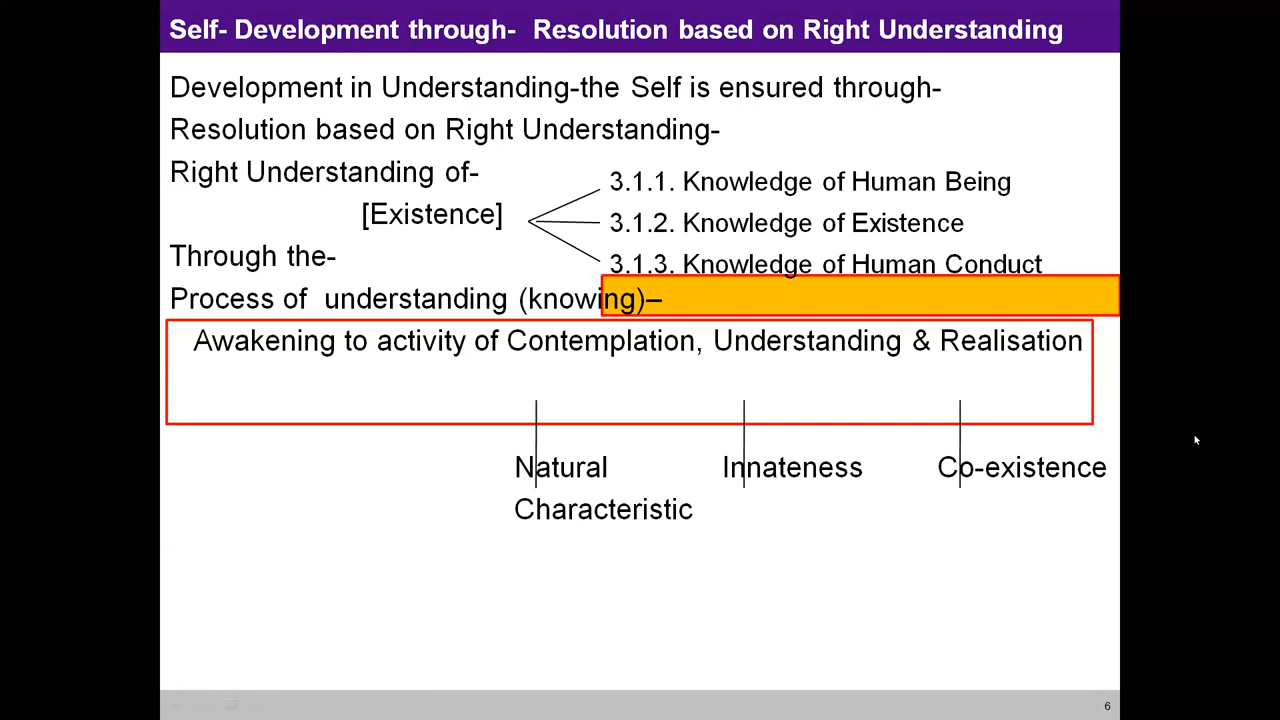 Self- Development through-  Resolution based on Right Understanding
Development in Understanding-the Self is ensured through-
Resolution based on Right Understanding-
Right Understanding of-
3.1.1. Knowledge of Human Being
[Existence]
3.1.2. Knowledge of Existence
Through the-
3.1.3. Knowledge of Human Conduct
Process of  understanding (knowing)–
Awakening to activity of Contemplation, Understanding & Realisation
Natural Innateness Co-existence
Characteristic
6